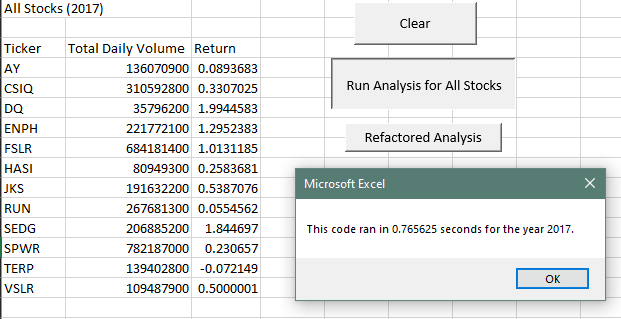 All Stocks (2017)
Clear
Ticker Total Daily Volume Return
AY 136070900 0.0893683
CSIQ 310592800 0.3307025
DQ 35796200 1.9944583
ENPH 221772100 1.2952383
FSLR 684181400 1.0131185
HASI 80949300 0.2583681
JKS 191632200 0.5387076
RUN 267681300 0.0554562
SEDG 206885200 1.844697
SPWR 782187000 0.230657
TERP 139402800 -0.072149
VSLR 109487900 0.5000001
Run Analysis for All Stocks
Refactored Analysis
Microsoft Excel
This code ran in 0.765625 seconds for the year 2017.
OK